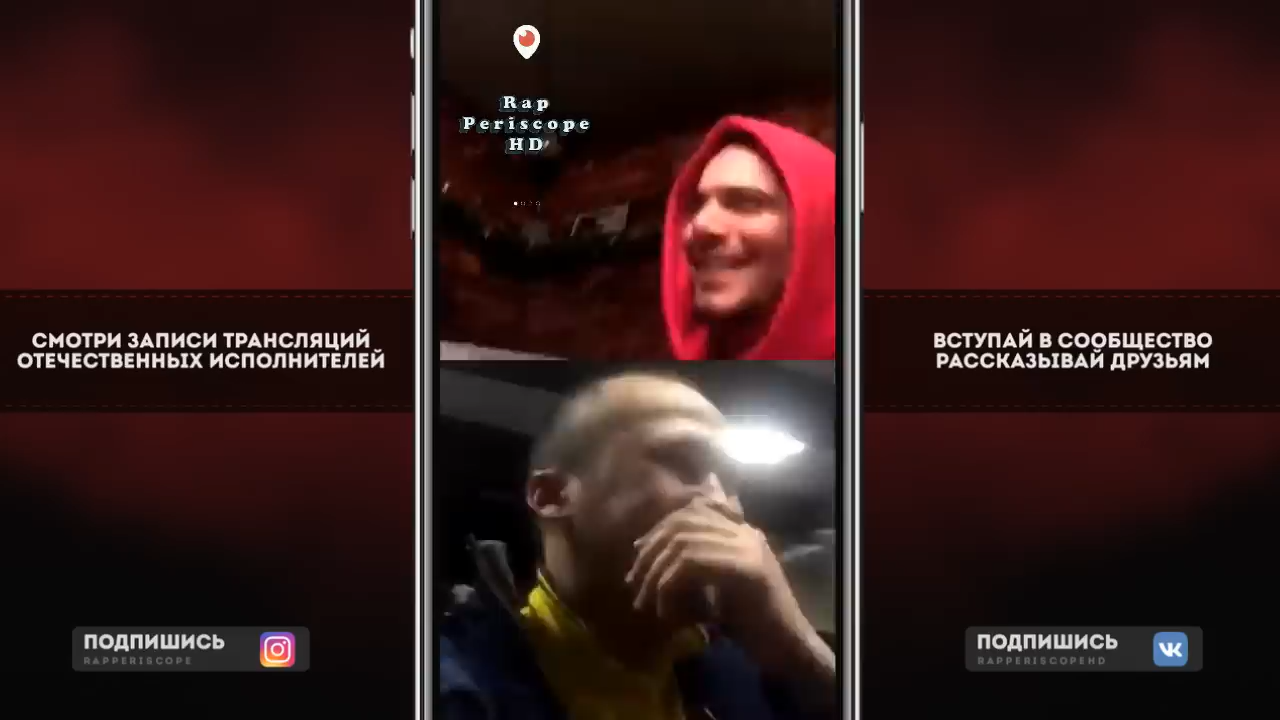 Rap
Periscope
HD
СМОТРИ ЗАПИСИ ТРАНСЛЯЦИЙ
ОТЕЧЕСТВЕННЫХ ИСПОЛНИТЕЛЕЙ
ВСТУПАЙ В СООБЩЕСТВО
РАССКАЗЫВАЙ ДРУЗЬЯМ
ПОДПИШИСЬ
RAPPERISCOPE
ПОДПИШИСЬ
RAPPERISCOPEHD